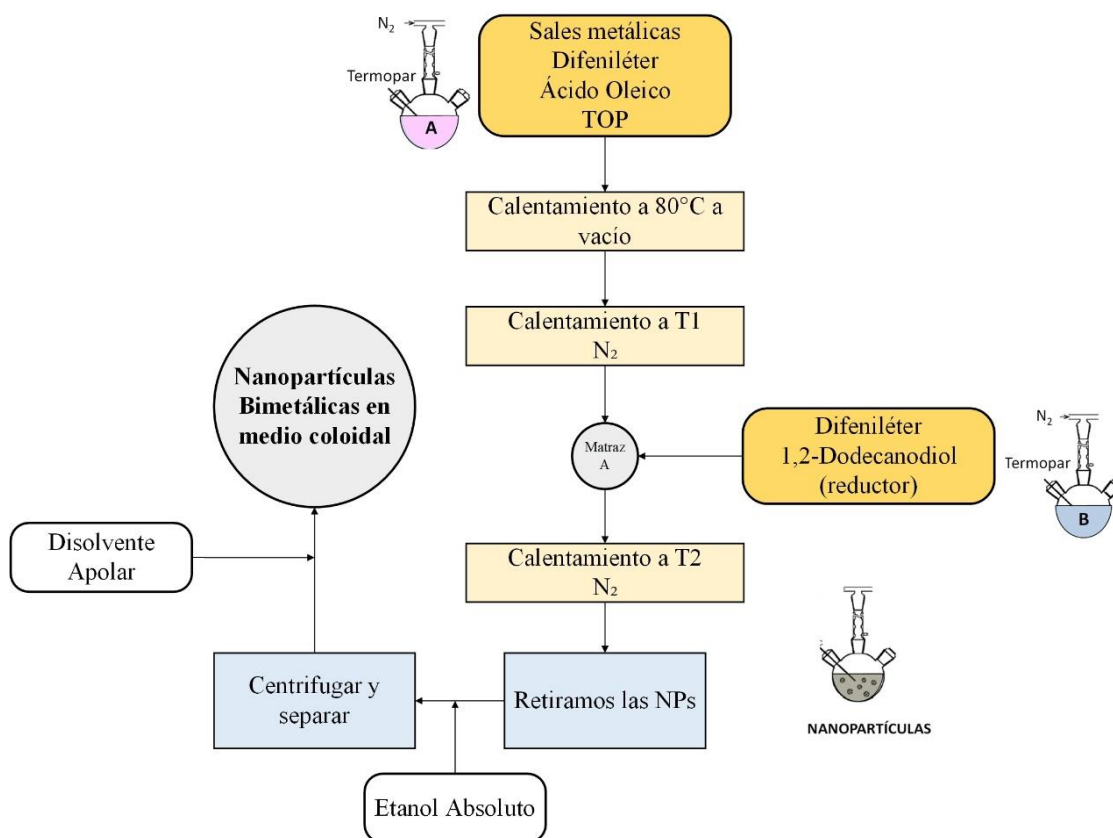 N₂
Termopar
A
Sales metálicas
Difeniléter
Ácido Oleico
TOP
Calentamiento a 80°C a
vacío
Calentamiento a T1
N₂
Nanopartículas
Bimetálicas en
medio coloidal
Matraz
A
Difeniléter
1,2-Dodecanodiol
(reductor)
N₂
Termopar
B
Disolvente
Apolar
Calentamiento a T2
N₂
Centrifugar y
separar
Retiramos las NPs
NANOPARTÍCULAS
Etanol Absoluto